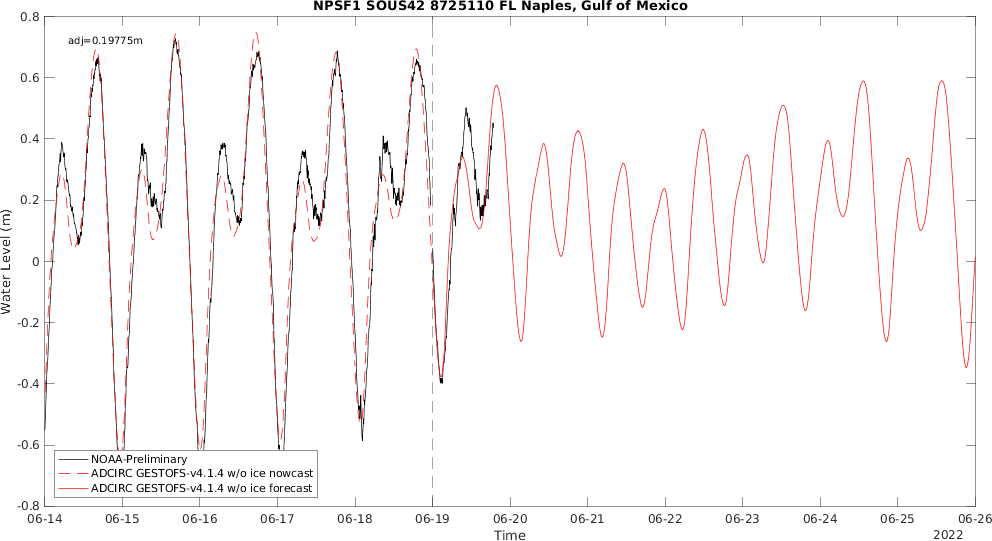 NPSF1 SOUS42 8725110 FL Naples, Gulf of Mexico
adj=0.19775m
0.8
0.6
0.4
0.2
0
-0.2
-0.4
-0.6
-0.8
Water Level (m)
NOAA-Preliminary
ADCIRC GESTOFS-v4.1.4 w/o ice nowcast
ADCIRC GESTOFS-v4.1.4 w/o ice forecast
06-14 06-15 06-16 06-17 06-18 06-19 06-20 06-21 06-22 06-23 06-24 06-25 06-26
Time
2022